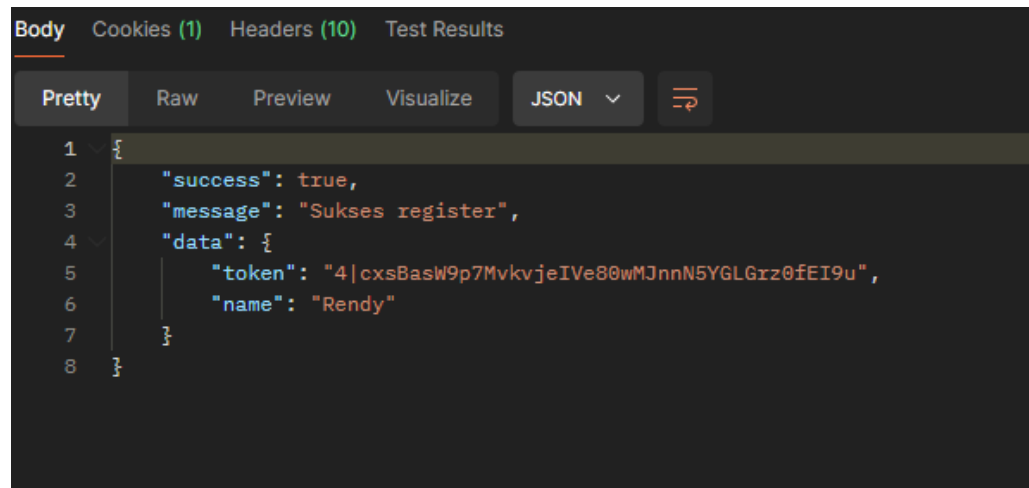 Body Cookies (1) Headers (10) Test Results
Pretty Raw Preview Visualize JSON
1 {
2 "success": true,
3 "message": "Sukses register",
4 "data": {
5 "token": "4|cxsBasW9p7MvkvjeIVe80wMJnnN5YGLGrz0fEI9u",
6 "name": "Rendy"
7 }
8 }